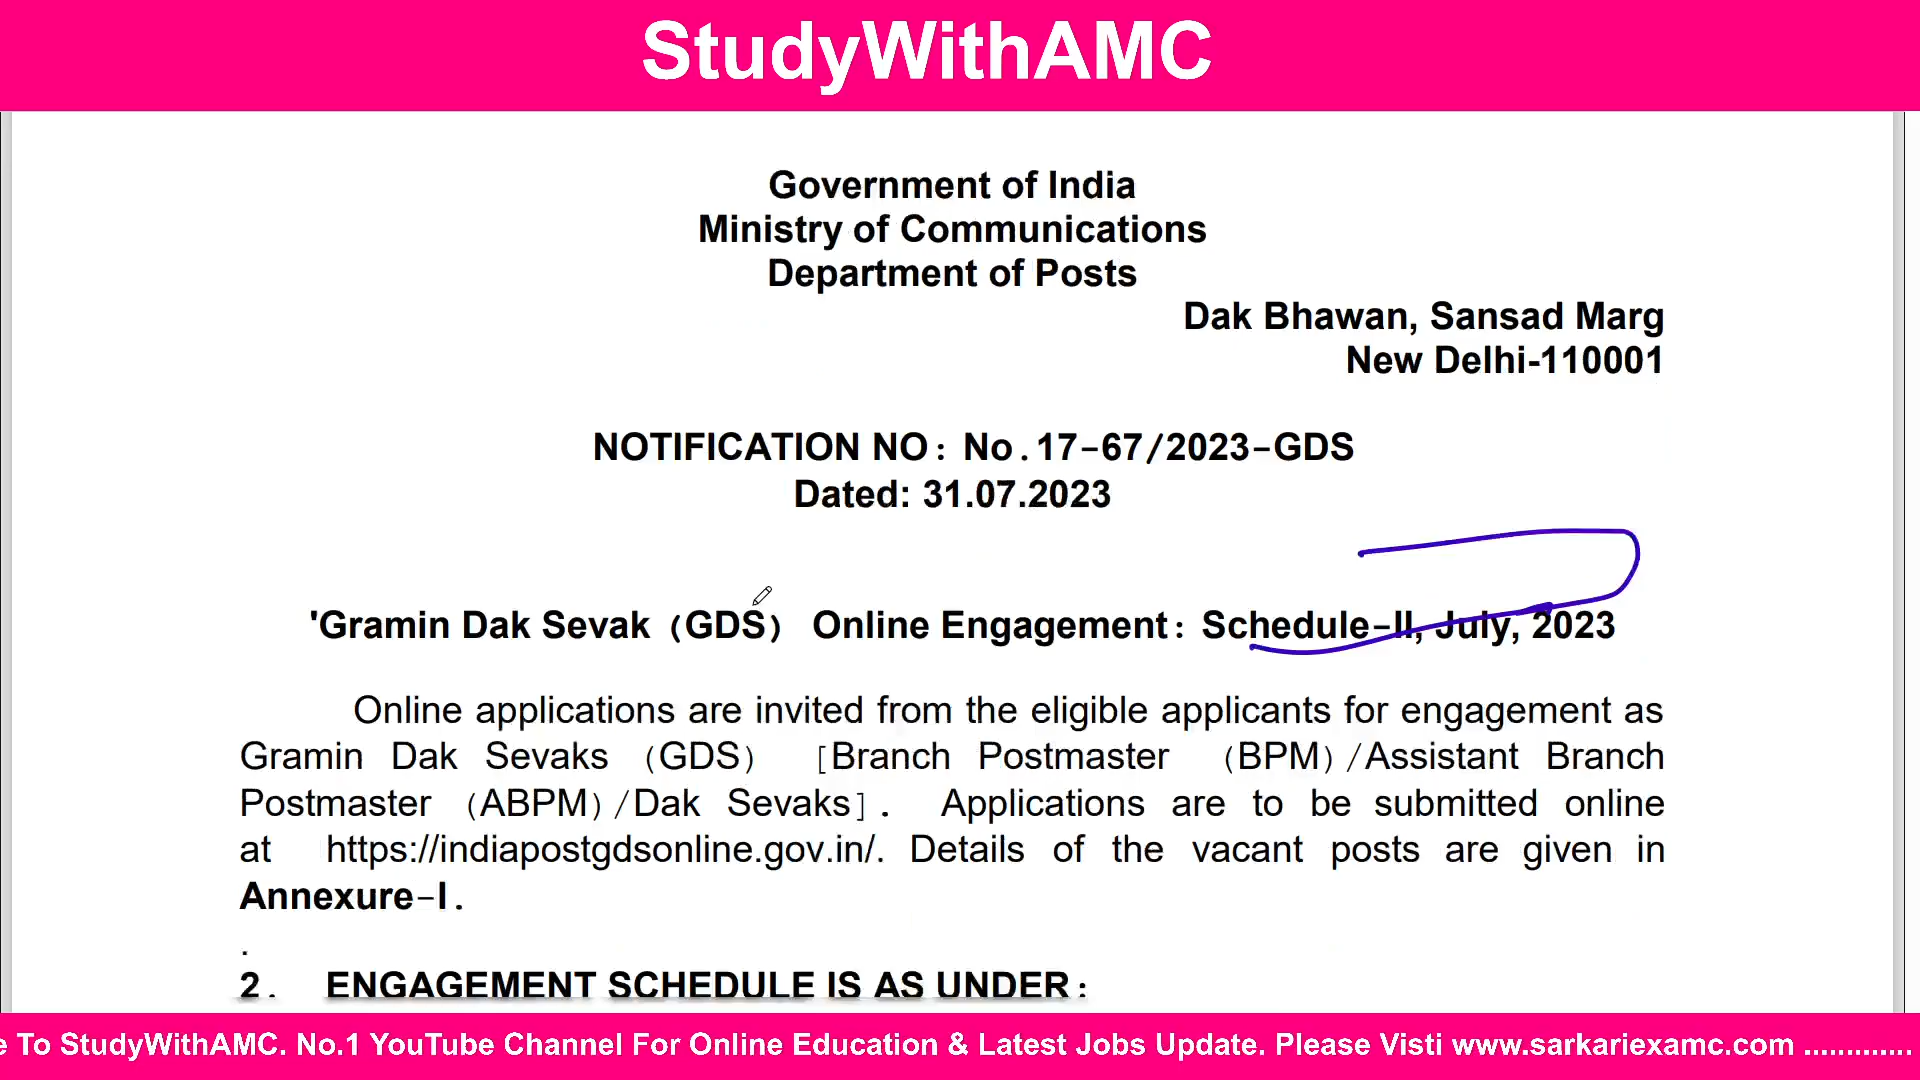 StudyWithAMC
Government of India
Ministry of Communications
Department of Posts
Dak Bhawan, Sansad Marg
New Delhi-110001
NOTIFICATION NO: No.17-67/2023-GDS
Dated: 31.07.2023
'Gramin Dak Sevak (GDS) Online Engagement: Schedule-II, July, 2023
Online applications are invited from the eligible applicants for engagement as
Gramin Dak Sevaks (GDS) [Branch Postmaster (BPM)/Assistant Branch
Postmaster (ABPM)/Dak Sevaks]. Applications are to be submitted online
at https://indiapostgdsonline.gov.in/. Details of the vacant posts are given in
Annexure-I.
.
2. ENGAGEMENT SCHEDULE IS AS UNDER:
e To StudyWithAMC. No.1 YouTube Channel For Online Education & Latest Jobs Update. Please Visti www.sarkariexamc.com .............